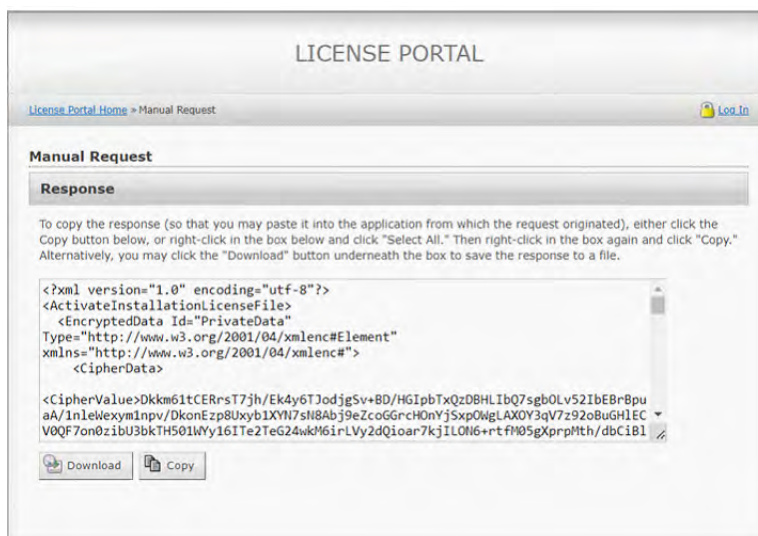 LICENSE PORTAL
License Portal Home » Manual Request
Log In
Manual Request
Response
To copy the response (so that you may paste it into the application from which the request originated), either click the
Copy button below, or right-click in the box below and click "Select All." Then right-click in the box again and click "Copy."
Alternatively, you may click the "Download" button underneath the box to save the response to a file.
<?xml version="1.0" encoding="utf-8"?>
<ActivateInstallationLicenseFile>
<EncryptedData Id="PrivateData"
Type="http://www.w3.org/2001/04/xmlenc#Element"
xmlns="http://www.w3.org/2001/04/xmlenc#">
<CipherData>
<CipherValue>Dkkm61tCERrsT7jh/Ek4y6TJodjgSv+BD/HGIpbTxQzDBHLIbQ7sgbOLv52IbEBrBpu
aA/1nleWexym1npv/DkonEzp8Uxyb1XYN7sN8Abj9eZcoGGrcHOnYjSxpOWgLAXOY3qV7z92oBuGHlEC
V0QF7on0zibU3bkTH501WYy16ITe2TeG24wkM6irLVy2dQioar7kjILON6+rtfM05gXprpMth/dbCiBl
Download
Copy